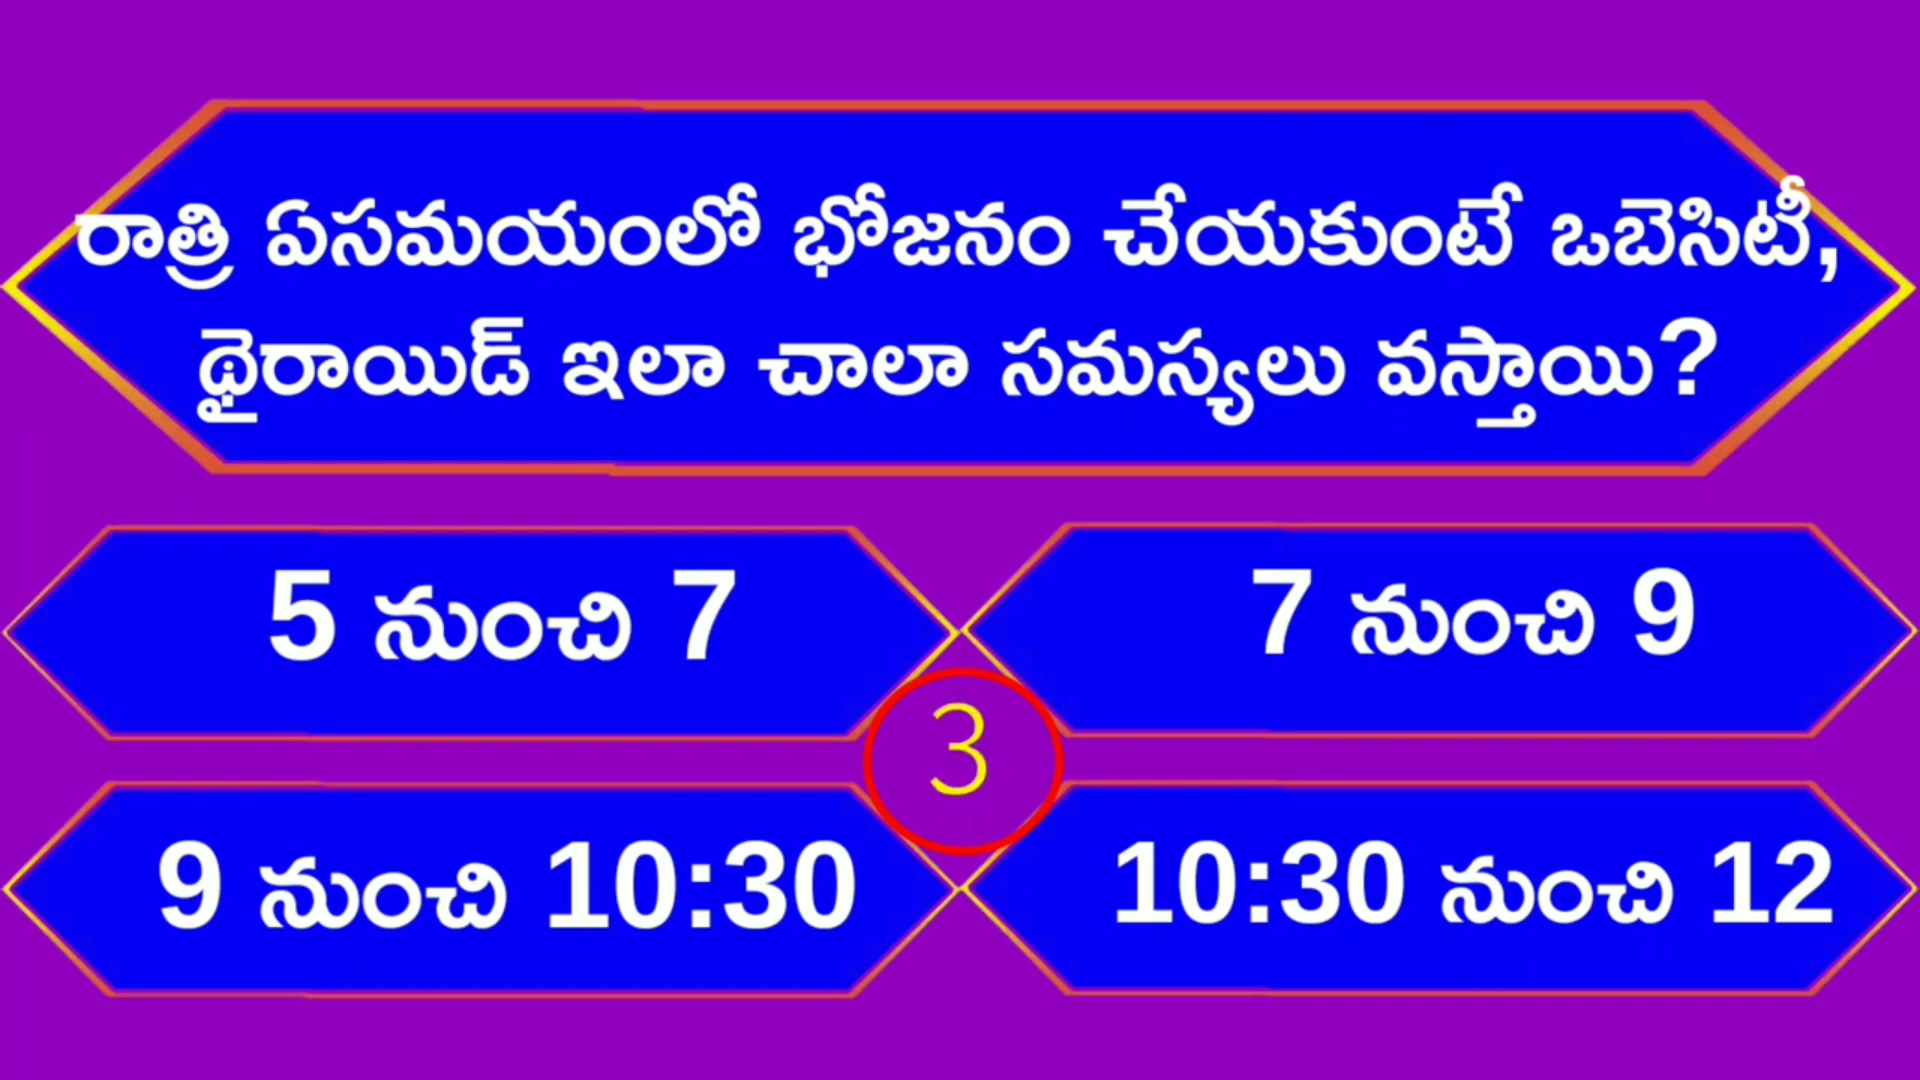 రాత్రి ఏసమయంలో భోజనం చేయకుంటే ఒబెసిటీ,
థైరాయిడ్ ఇలా చాలా సమస్యలు వస్తాయి?
5 నుంచి 7
7 నుంచి 9
3
9 నుంచి 10:30
10:30 నుంచి 12